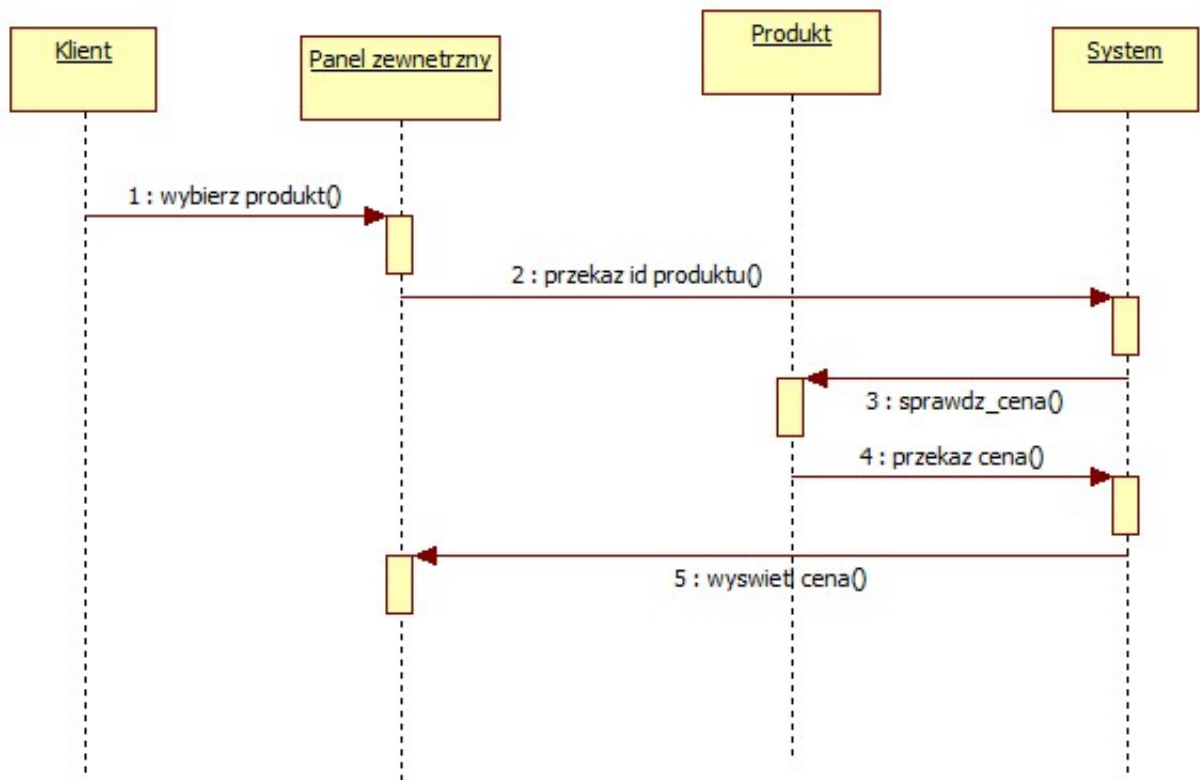 Klient
Panel zewnetrzny
Produkt
System
1 : wybierz produkt()
2 : przekaz id produktu()
3 : sprawdz_cena()
4 : przekaz cena()
5 : wyswietl cena()